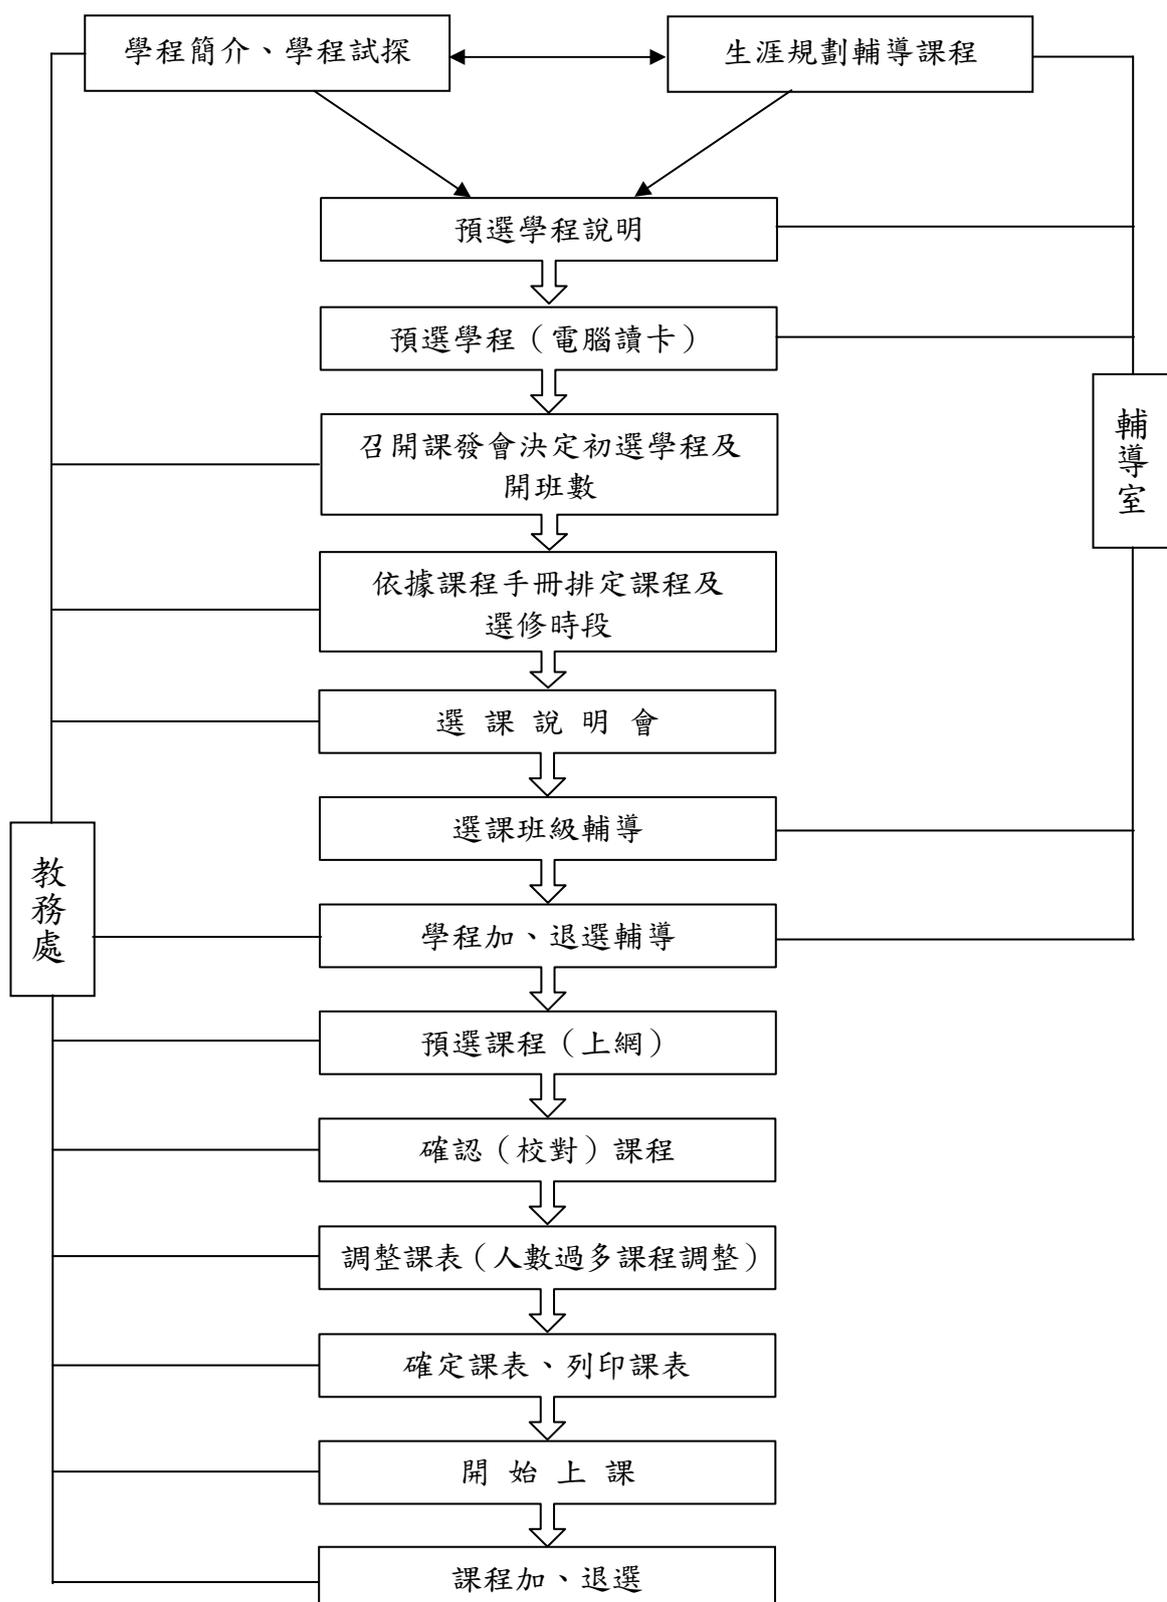 學程簡介、學程試探
生涯規劃輔導課程
預選學程說明
預選學程（電腦讀卡）
召開課發會決定初選學程及
開班數
輔導室
依據課程手冊排定課程及
選修時段
選 課 說 明 會
選課班級輔導
教務處
學程加、退選輔導
預選課程（上網）
確認（校對）課程
調整課表（人數過多課程調整）
確定課表、列印課表
開 始 上 課
課程加、退選